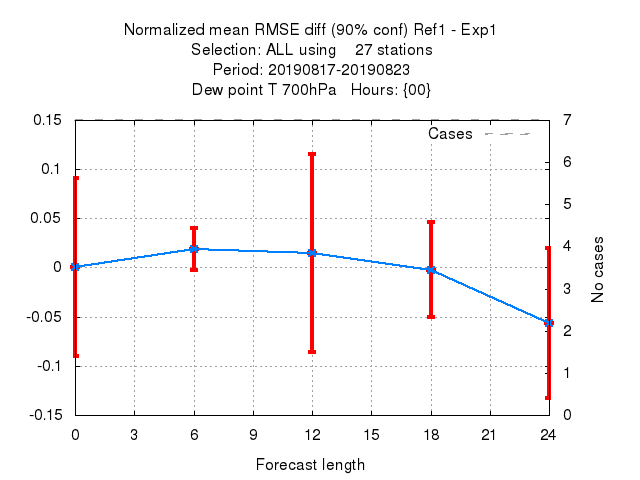 Normalized mean RMSE diff (90% conf) Ref1 - Exp1
Selection: ALL using    27 stations
Period: 20190817-20190823
Dew point T 700hPa   Hours: {00}
Cases
0.15
0.1
0.05
0
-0.05
-0.1
-0.15
7
6
5
4
3
2
1
0
No cases
0 3 6 9 12 15 18 21 24
Forecast length